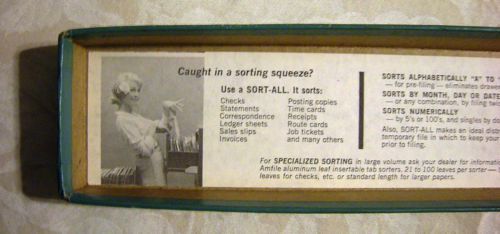 Caught in a sorting squeeze?
Use a SORT-ALL. It sorts:
Checks
Statements
Correspondence
Ledger sheets
Sales slips
Invoices
Posting copies
Time cards
Receipts
Route cards
Job tickets
and many others
SORTS ALPHABETICALLY "A" TO
— for pre-filing — eliminates drawe
SORTS BY MONTH, DAY OR DATE
— or any combination, by filing tw
SORTS NUMERICALLY
— by 5's or 100's, and singles by do
Also, SORT-ALL makes an ideal dist
temporary file in which to keep your
prior to filing.
For SPECIALIZED SORTING in large volume ask your dealer for informat
Amfile aluminum leaf insertable tab sorters. 21 to 100 leaves per sorter —
leaves for checks, etc. or standard length for larger papers.